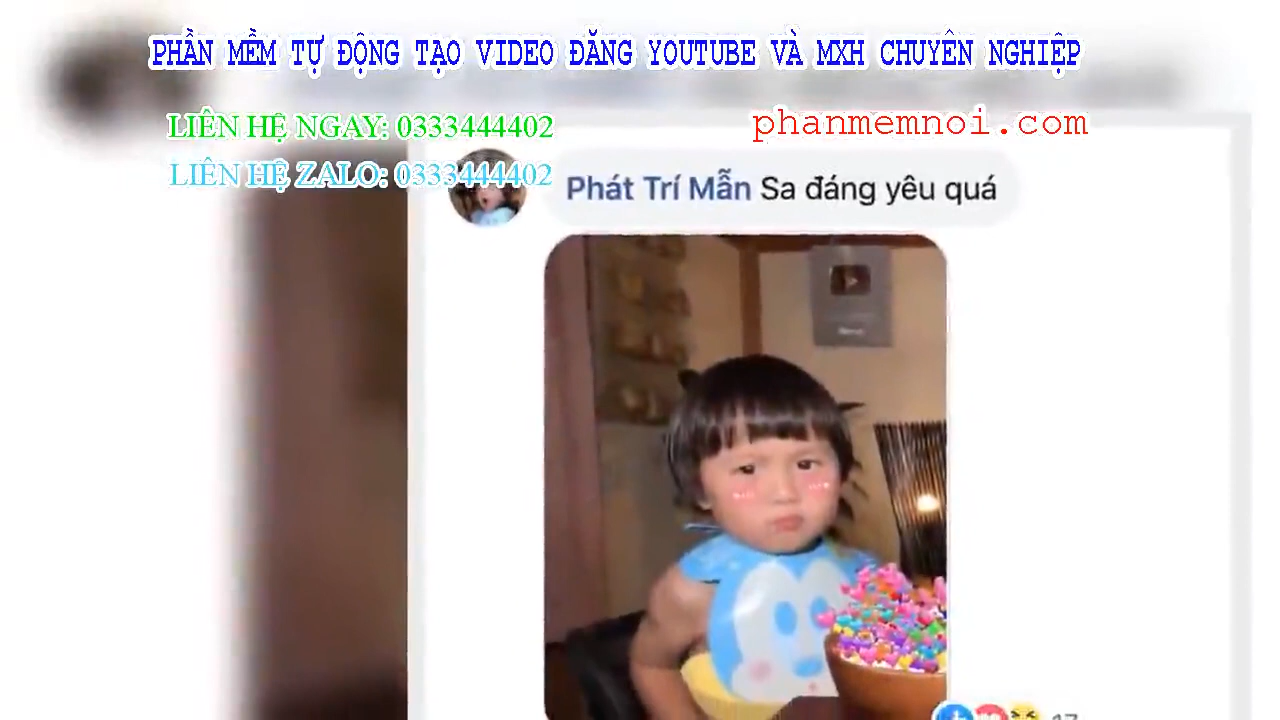 PHẦN MỀM TỰ ĐỘNG TẠO VIDEO ĐĂNG YOUTUBE VÀ MXH CHUYÊN NGHIỆP
LIÊN HỆ NGAY: 0333444402
phanmemnoi.com
LIÊN HỆ ZALO: 0333444402
Phát Trí Mẫn Sa đáng yêu quá
17